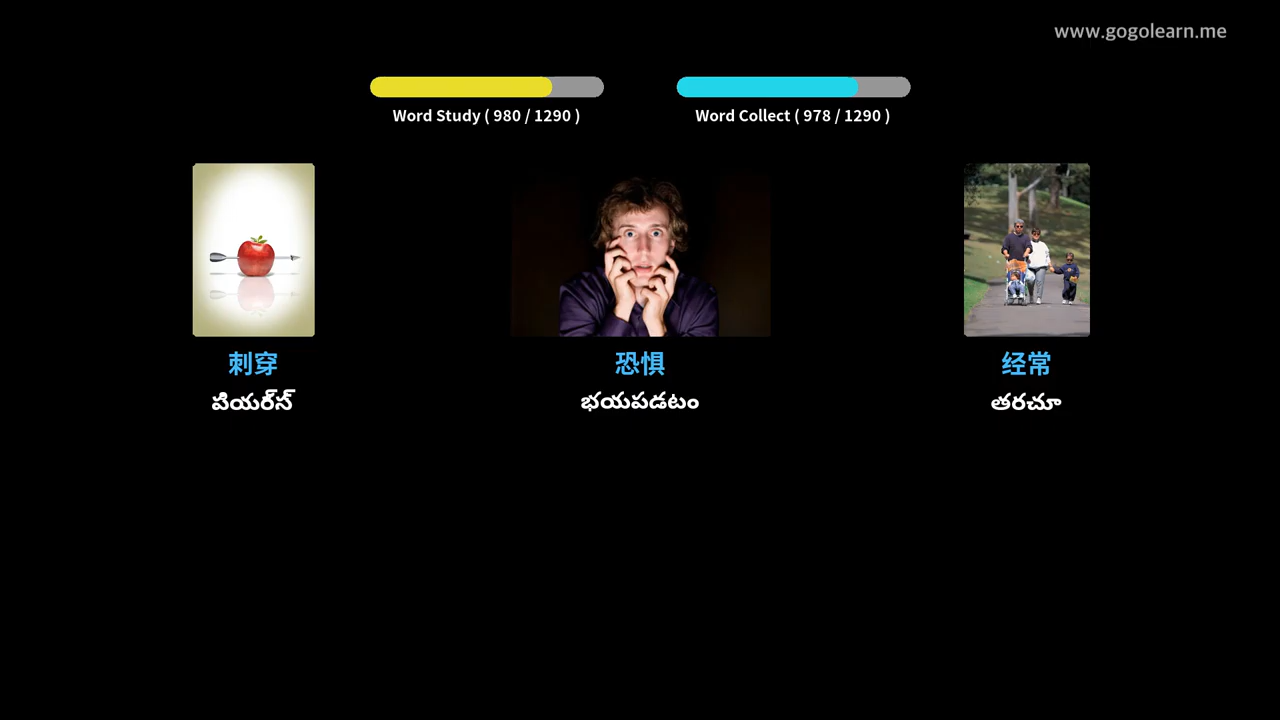 www.gogolearn.me
Word Study ( 980 / 1290 )
Word Collect ( 978 / 1290 )
刺穿
பியர்ஸ்
恐惧
భయపడటం
经常
తరచూ